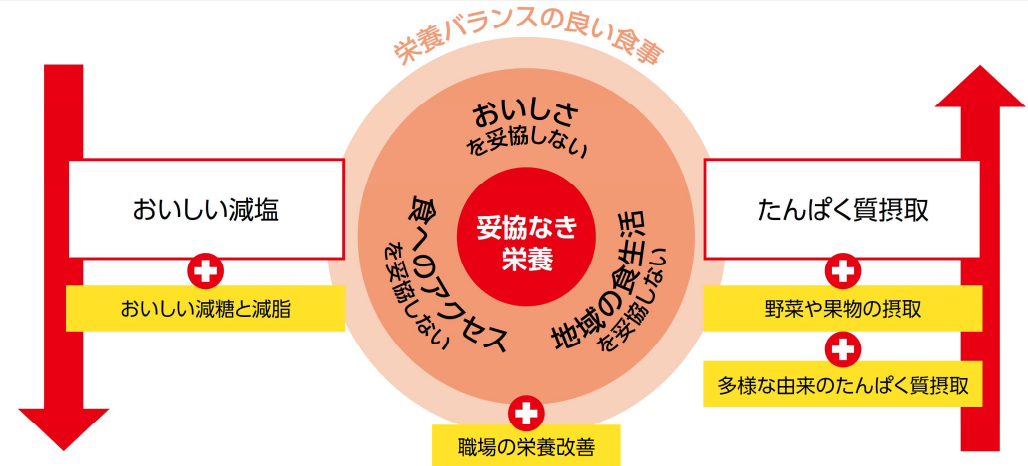 栄養バランスの良い食事
おいしさ
を妥協しない
食へのアクセス
を妥協しない
地域の食生活
を妥協しない
妥協なき
栄養
おいしい減塩
おいしい減糖と減脂
たんぱく質摂取
野菜や果物の摂取
多様な由来のたんぱく質摂取
職場の栄養改善